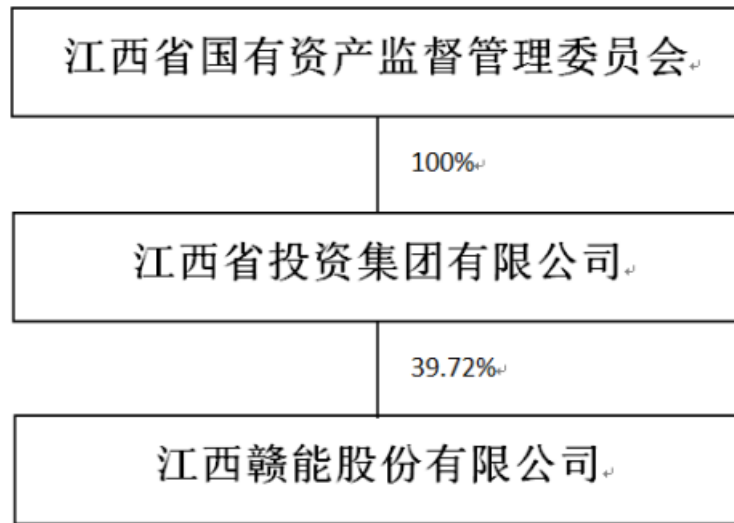 江西省国有资产监督管理委员会
100%
江西省投资集团有限公司
39.72%
江西赣能股份有限公司